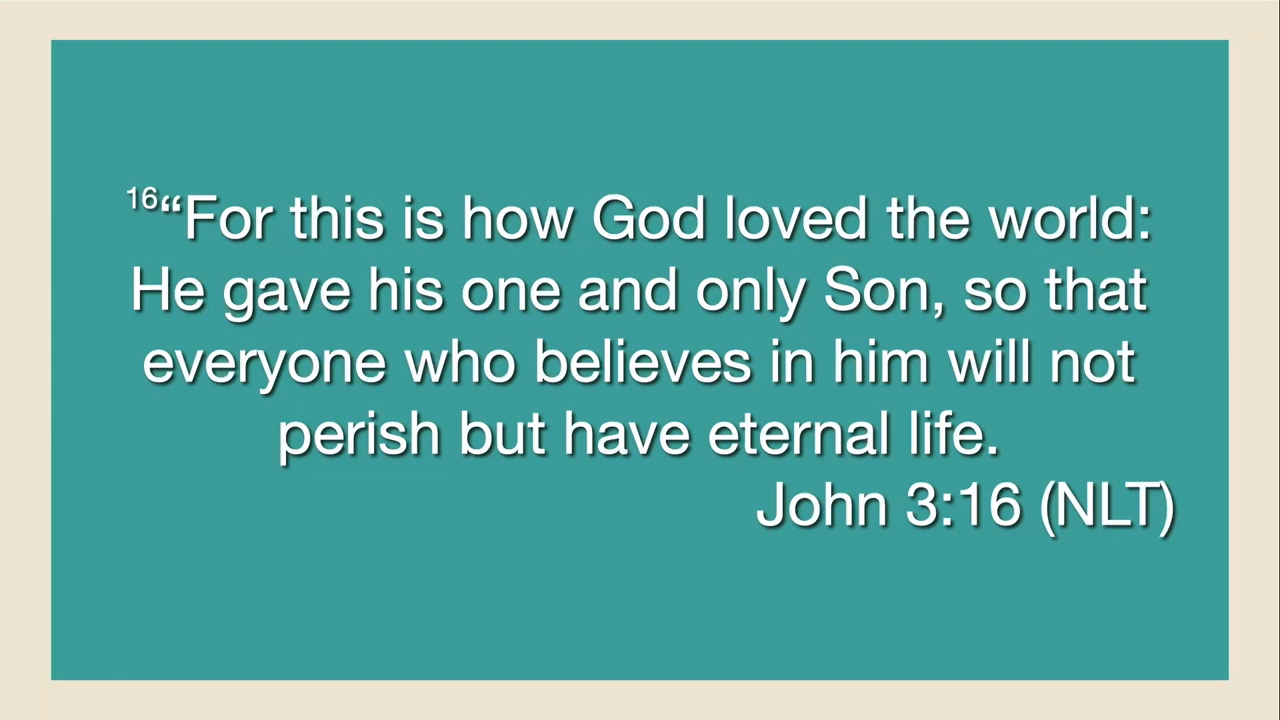 16“For this is how God loved the world:
He gave his one and only Son, so that
everyone who believes in him will not
perish but have eternal life.
John 3:16 (NLT)